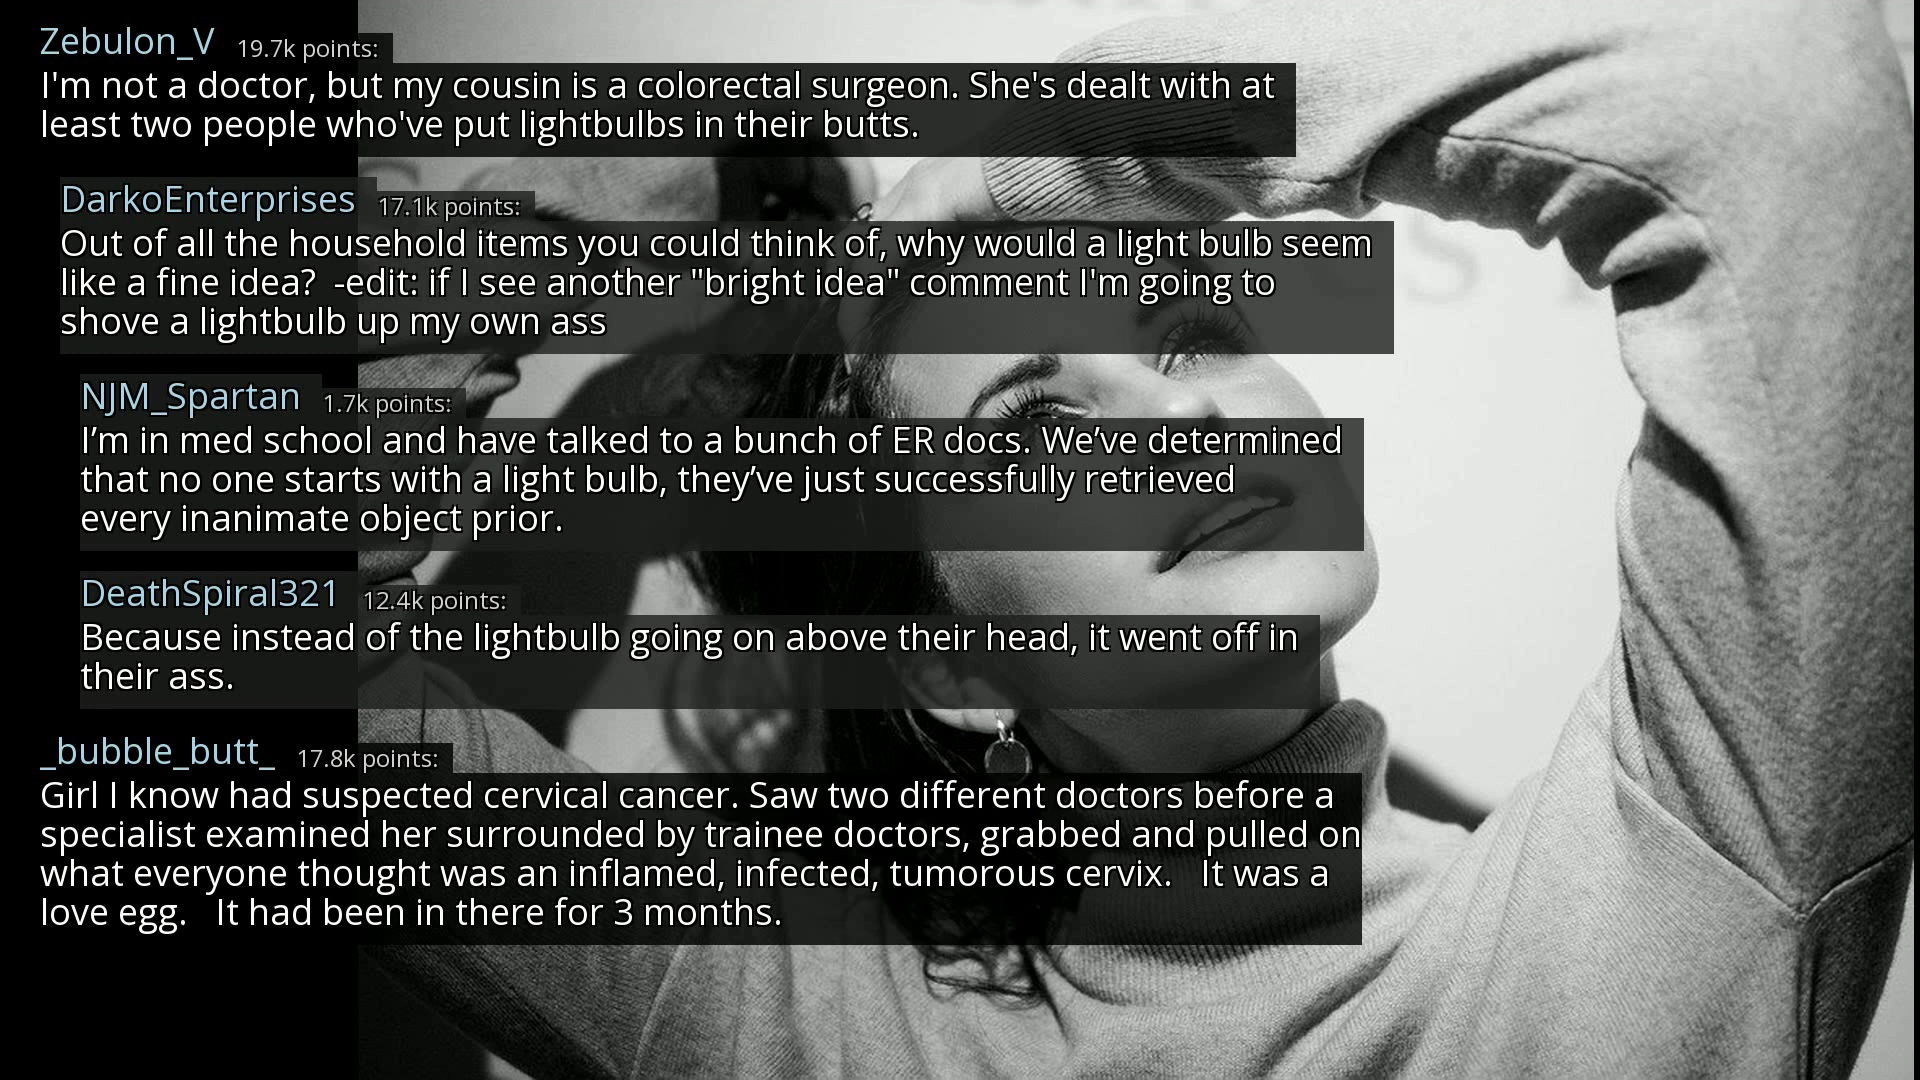 Zebulon_V 19.7k points:
I'm not a doctor, but my cousin is a colorectal surgeon. She's dealt with at
least two people who've put lightbulbs in their butts.
DarkoEnterprises 17.1k points:
Out of all the household items you could think of, why would a light bulb seem
like a fine idea?  -edit: if I see another "bright idea" comment I'm going to
shove a lightbulb up my own ass
NJM_Spartan 1.7k points:
I’m in med school and have talked to a bunch of ER docs. We’ve determined
that no one starts with a light bulb, they’ve just successfully retrieved
every inanimate object prior.
DeathSpiral321 12.4k points:
Because instead of the lightbulb going on above their head, it went off in
their ass.
_bubble_butt_ 17.8k points:
Girl I know had suspected cervical cancer. Saw two different doctors before a
specialist examined her surrounded by trainee doctors, grabbed and pulled on
what everyone thought was an inflamed, infected, tumorous cervix.   It was a
love egg.   It had been in there for 3 months.